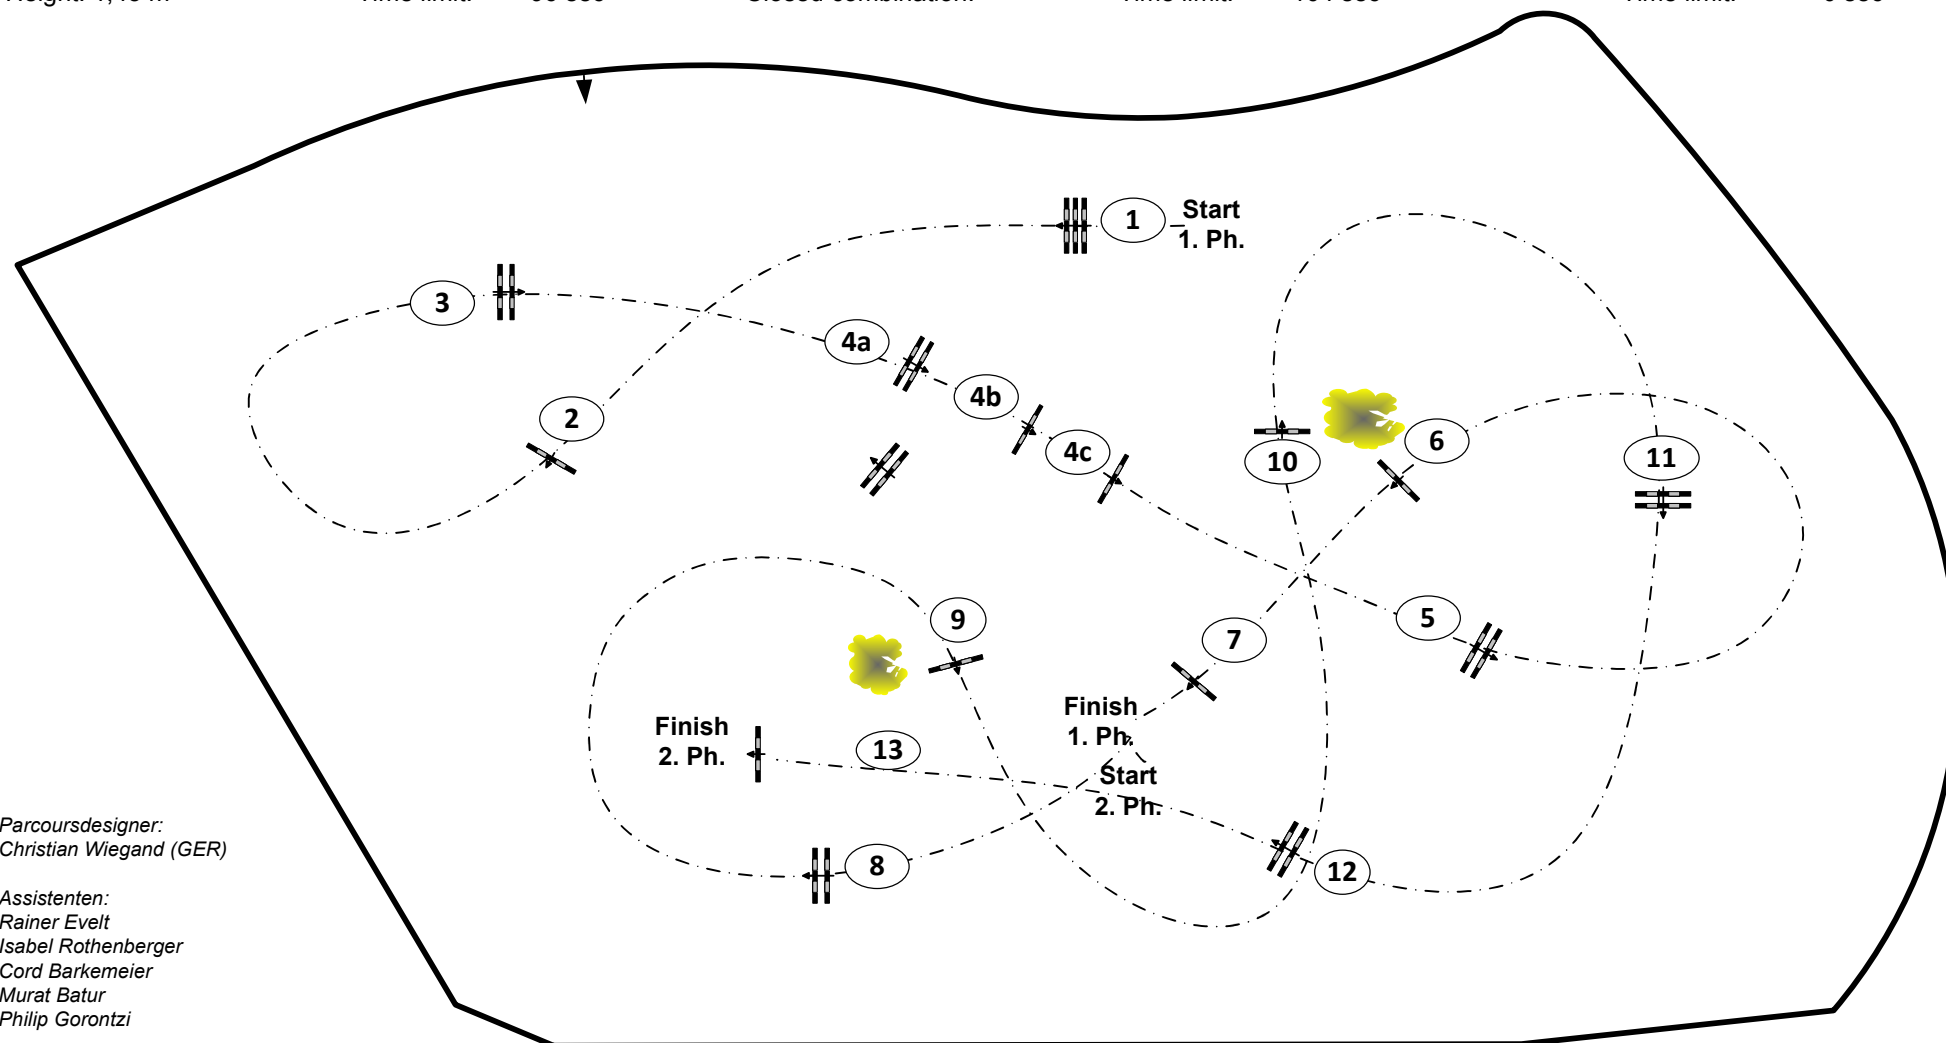 1
Start
1. Ph.
3
4a
4b
2
4c
6
10
11
9
5
7
Finish
1. Ph.
Finish
2. Ph.
13
Start
2. Ph.
8
12
Parcoursdesigner:
Christian Wiegand (GER)
Assistenten:
Rainer Evelt
Isabel Rothenberger
Cord Barkemeier
Murat Batur
Philip Gorontzi